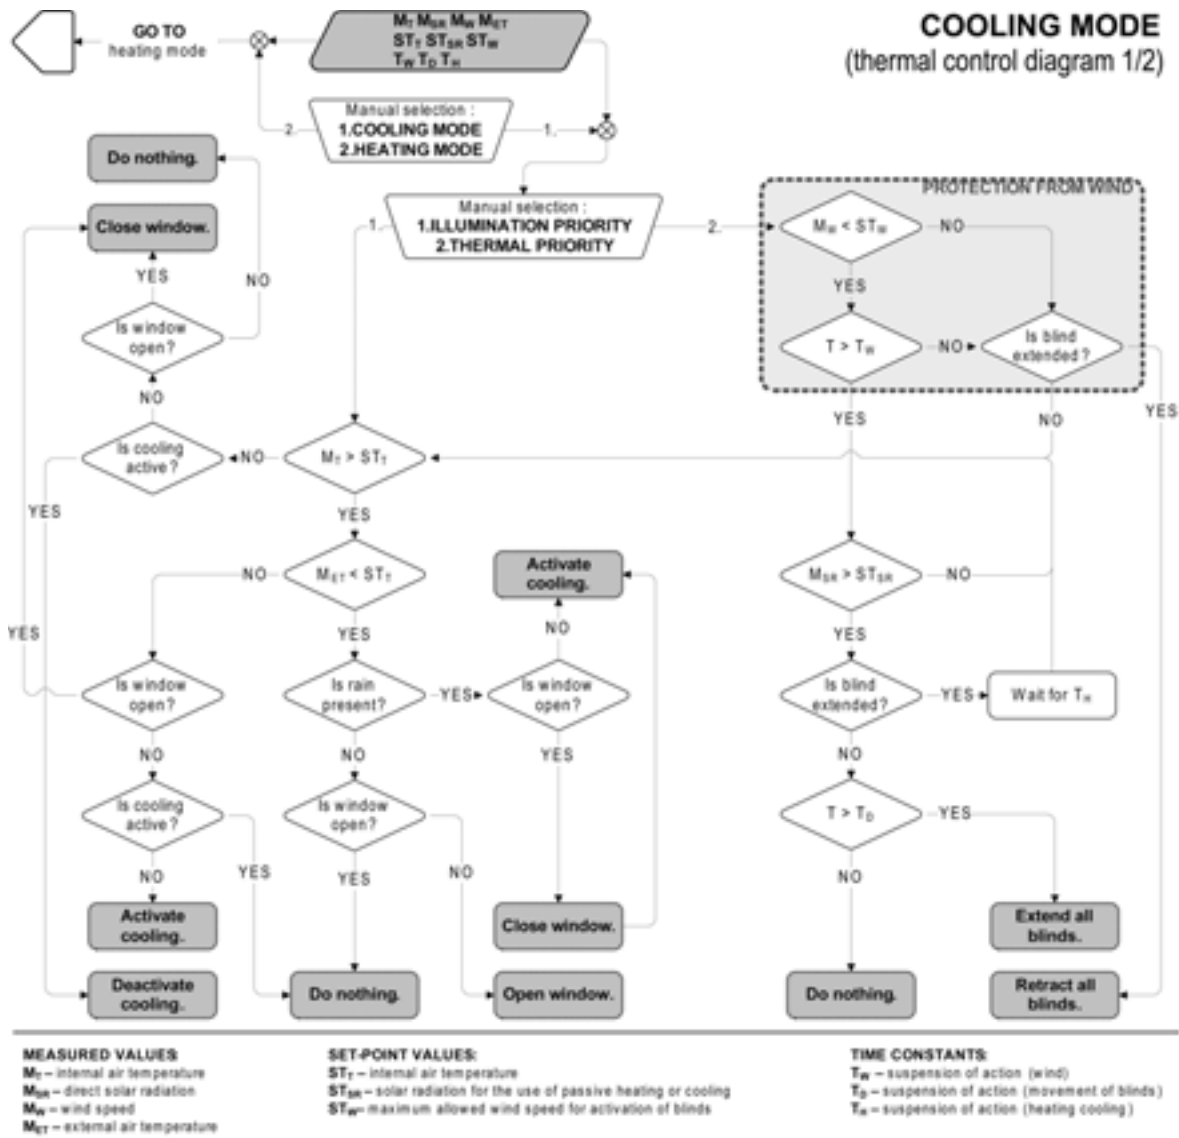 COOLING MODE
(thermal control diagram 1/2)
GO TO
heating mode
MT MSR MW MET
STT STSR STW
TW TD TH
Manual selection :
1.COOLING MODE
2.HEATING MODE
2.
1.
Manual selection :
1.ILLUMINATION PRIORITY
2.THERMAL PRIORITY
1.
2.
PROTECTION FROM WIND
MW < STW
NO
YES
T > TW
NO
Is blind
extended ?
YES
YES
NO
Do nothing.
Close window.
YES
NO
Is window
open?
NO
Is cooling
active ?
YES
NO
MT > STT
YES
MET < STT
NO
YES
YES
Is window
open?
NO
Is cooling
active ?
NO
YES
Activate
cooling.
Deactivate
cooling.
Is rain
present?
YES
NO
Is window
open?
YES
NO
Do nothing.
Activate
cooling.
NO
Is window
open?
YES
Close window.
Open window.
MSR > STSR
NO
YES
Is blind
extended?
YES
Wait for TH
NO
T > TD
YES
NO
Do nothing.
Extend all
blinds.
Retract all
blinds.
MEASURED VALUES:
MT – internal air temperature
MSR – direct solar radiation
MW – wind speed
MET – external air temperature
SET-POINT VALUES:
STT – internal air temperature
STSR – solar radiation for the use of passive heating or cooling
STW – maximum allowed wind speed for activation of blinds
TIME CONSTANTS:
TW – suspension of action (wind)
TD – suspension of action (movement of blinds)
TH – suspension of action (heating cooling)